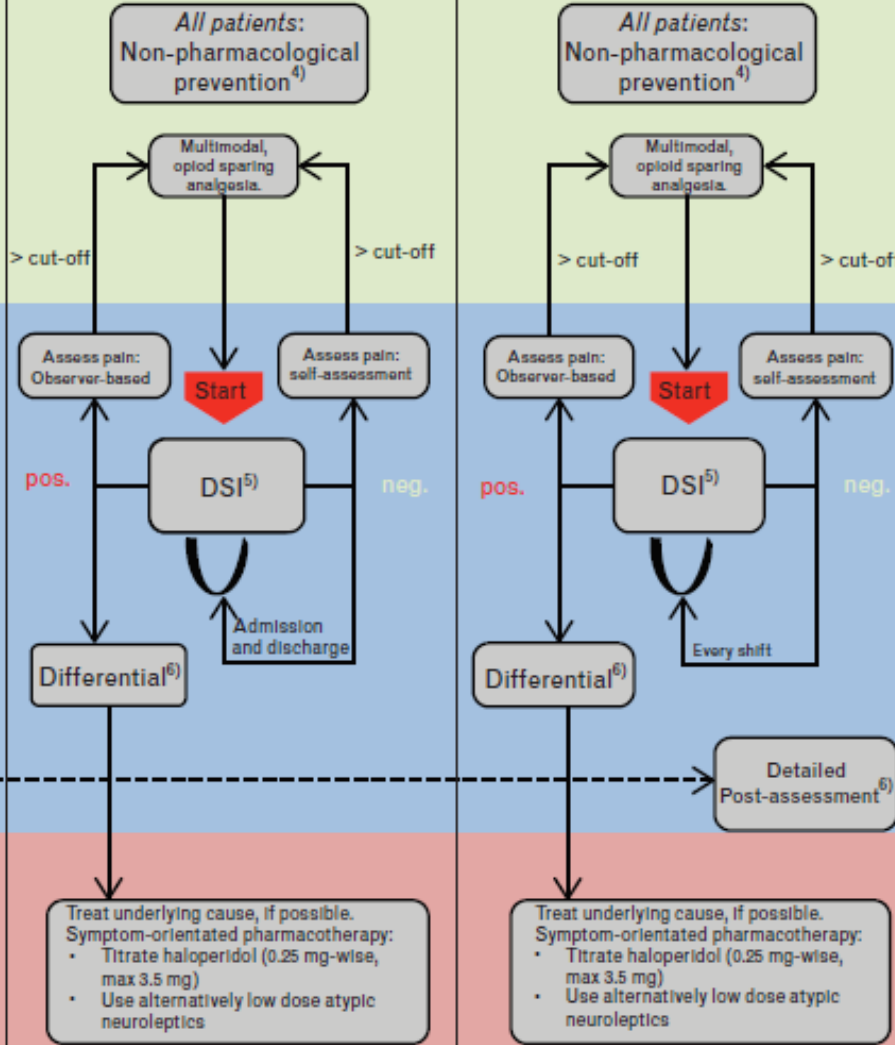 All patients:
Non-pharmacological
prevention4)
Multimodal,
opiod sparing
analgesia.
> cut-off
> cut-off
Assess pain:
Observer-based
Start
Assess pain:
self-assessment
pos.
DSI5)
neg.
Admission
and discharge
Differential6)
Treat underlying cause, if possible.
Symptom-orientated pharmacotherapy:
• Titrate haloperidol (0.25 mg-wise,
max 3.5 mg)
• Use alternatively low dose atypic
neuroleptics
All patients:
Non-pharmacological
prevention4)
Multimodal,
opioid sparing
analgesia.
> cut-off
> cut-of
Assess pain:
Observer-based
Start
Assess pain:
self-assessment
pos.
DSI5)
neg.
Every shift
Differential6)
Detailed
Post-assessment6)
Treat underlying cause, if possible.
Symptom-orientated pharmacotherapy:
• Titrate haloperidol (0.25 mg-wise,
max 3.5 mg)
• Use alternatively low dose atypic
neuroleptics